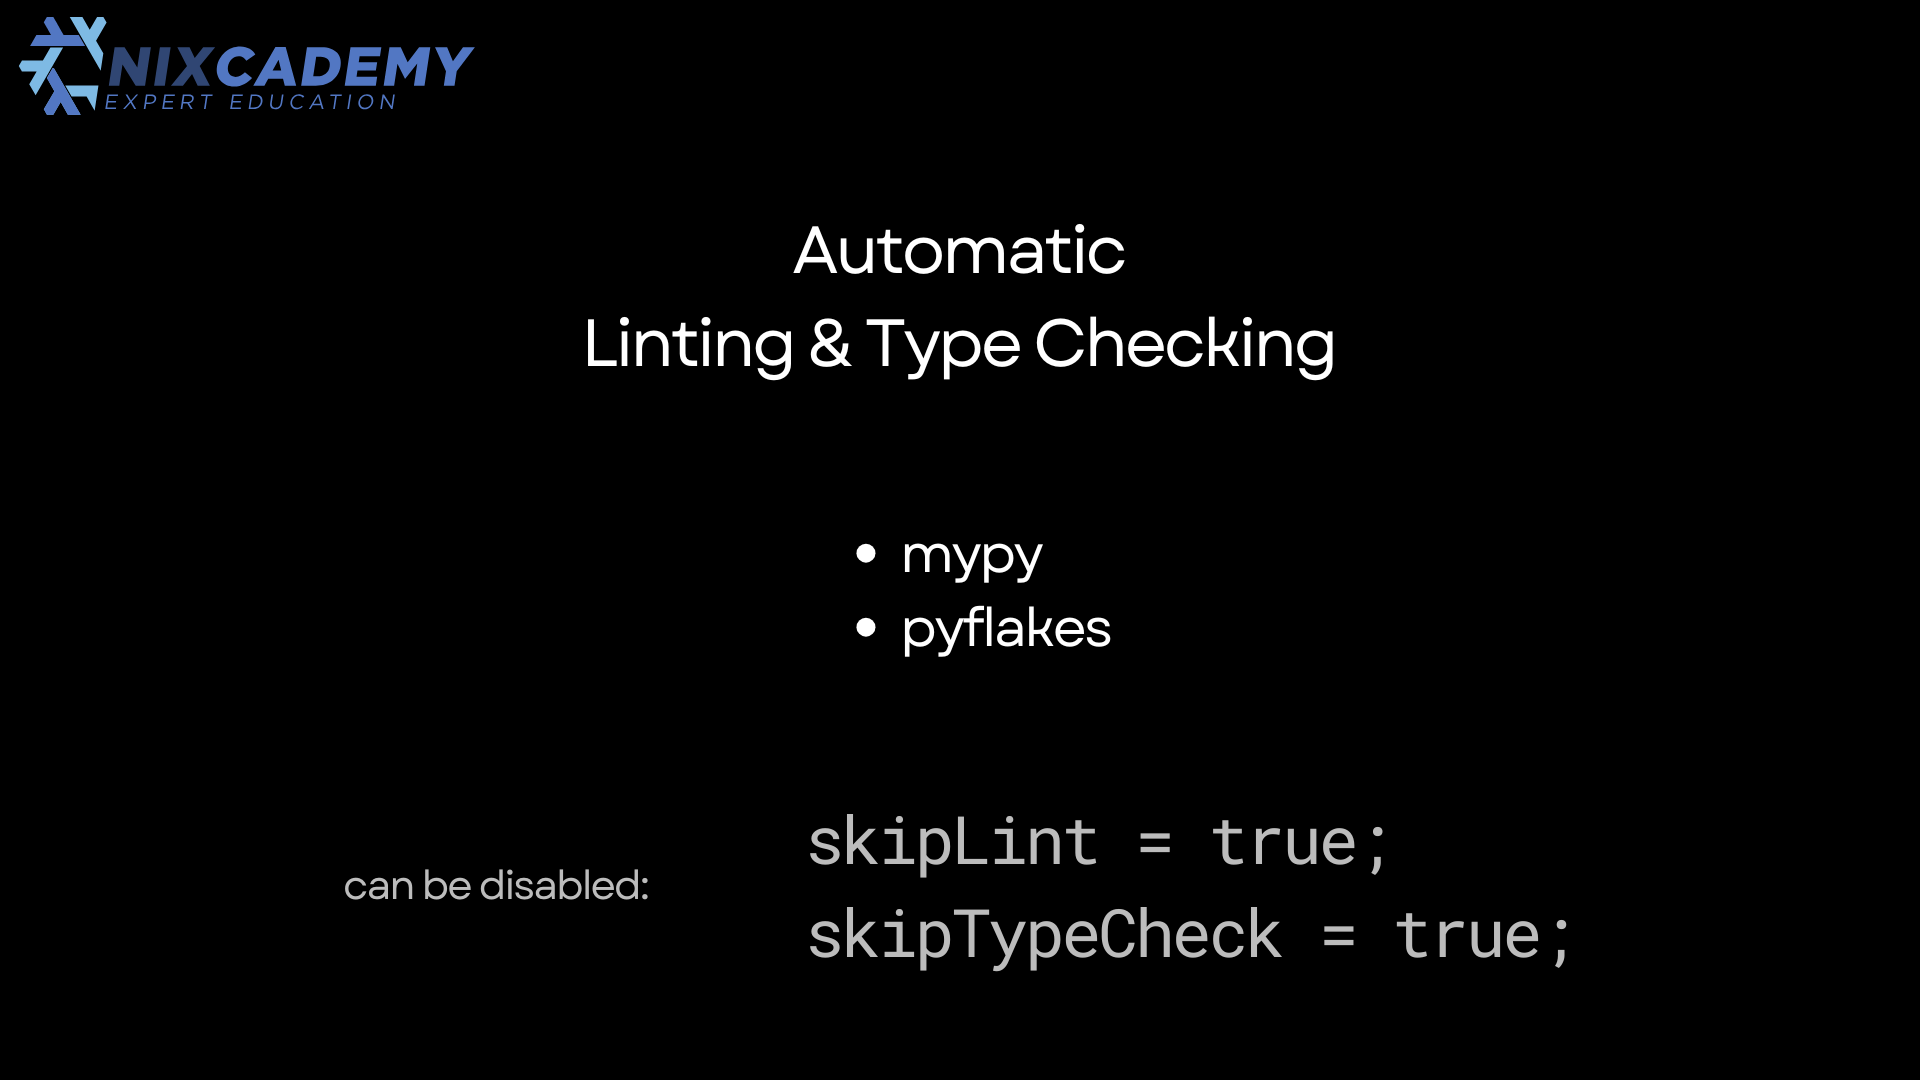 NIXCADEMY
EXPERT EDUCATION
Automatic
Linting & Type Checking
• mypy
• pyflakes
can be disabled:
skipLint = true;
skipTypeCheck = true;